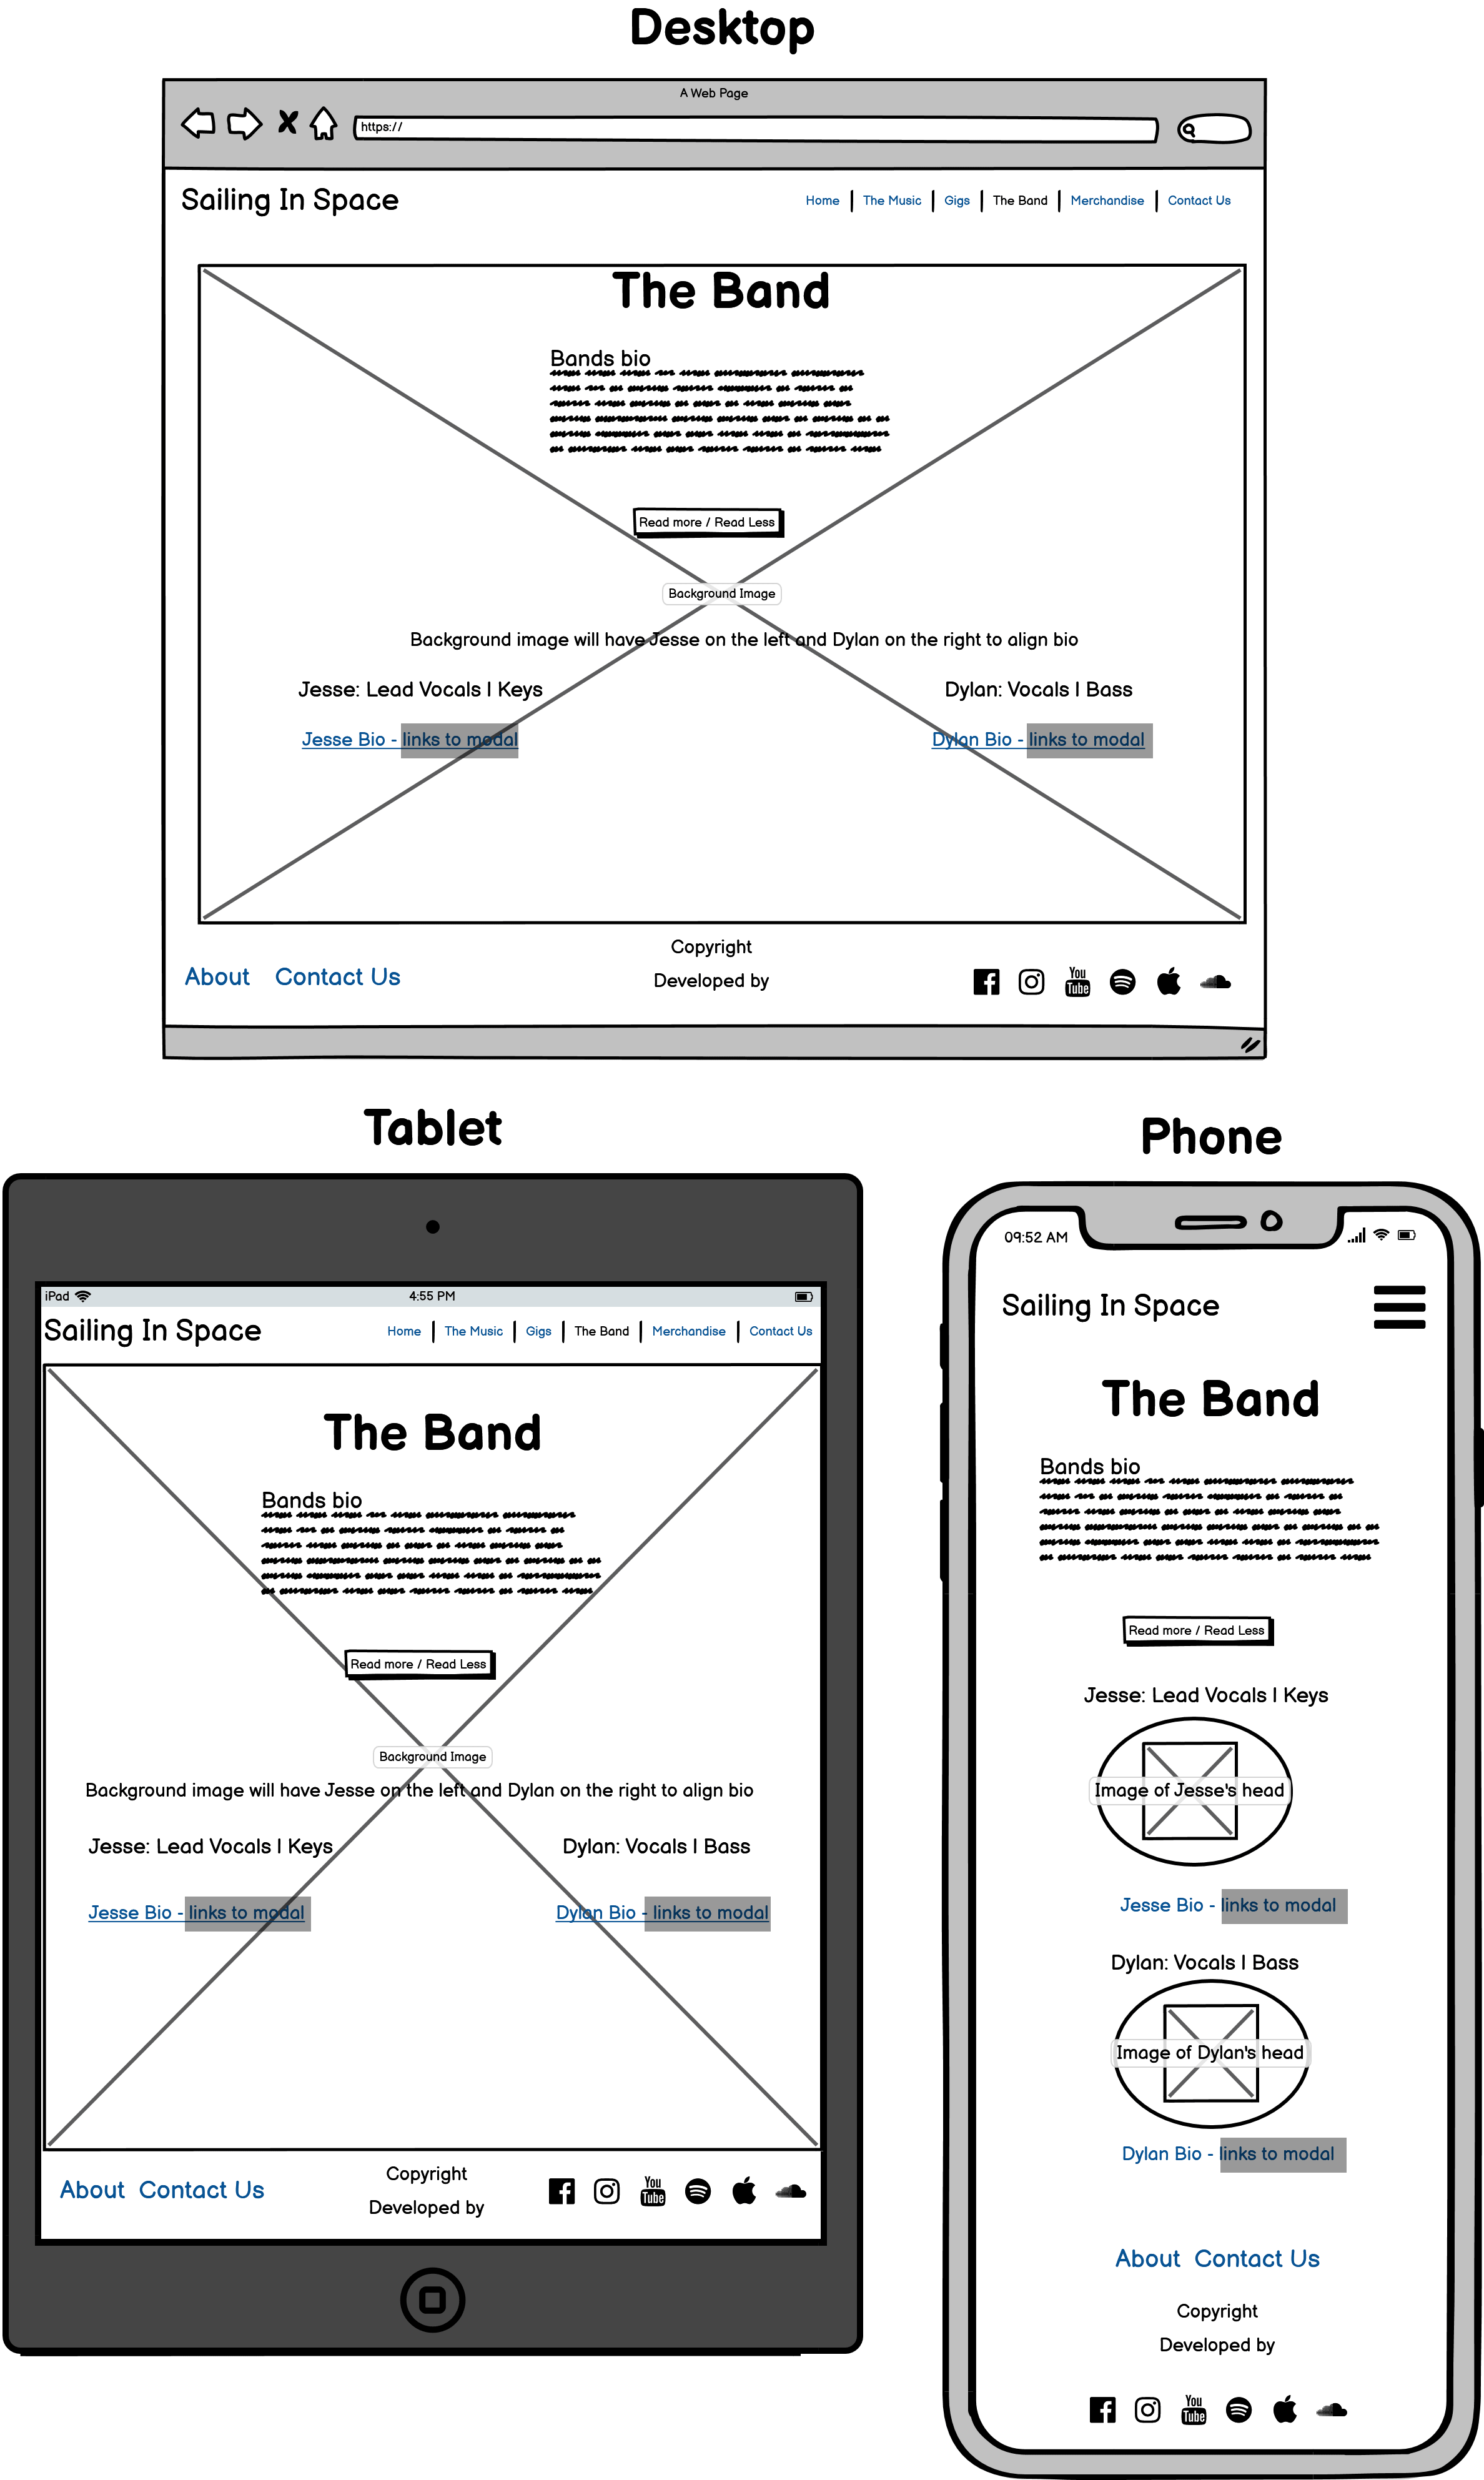 Desktop
A Web Page
https://
Sailing In Space
Home | The Music | Gigs | The Band | Merchandise | Contact Us
The Band
Bands bio
Read more / Read Less
Background Image
Background image will have Jesse on the left and Dylan on the right to align bio
Jesse: Lead Vocals | Keys
Dylan: Vocals | Bass
Jesse Bio - links to modal
Dylan Bio - links to modal
Copyright
About Contact Us
Developed by
You
Tube
Tablet
iPad
4:55 PM
Sailing In Space
Home | The Music | Gigs | The Band | Merchandise | Contact Us
The Band
Bands bio
Read more / Read Less
Background Image
Background image will have Jesse on the left and Dylan on the right to align bio
Jesse: Lead Vocals | Keys
Dylan: Vocals | Bass
Jesse Bio - links to modal
Dylan Bio - links to modal
Copyright
About Contact Us
Developed by
You
Tube
Phone
09:52 AM
Sailing In Space
The Band
Bands bio
Read more / Read Less
Jesse: Lead Vocals | Keys
Image of Jesse's head
Jesse Bio - links to modal
Dylan: Vocals | Bass
Image of Dylan's head
Dylan Bio - links to modal
About Contact Us
Copyright
Developed by
You
Tube